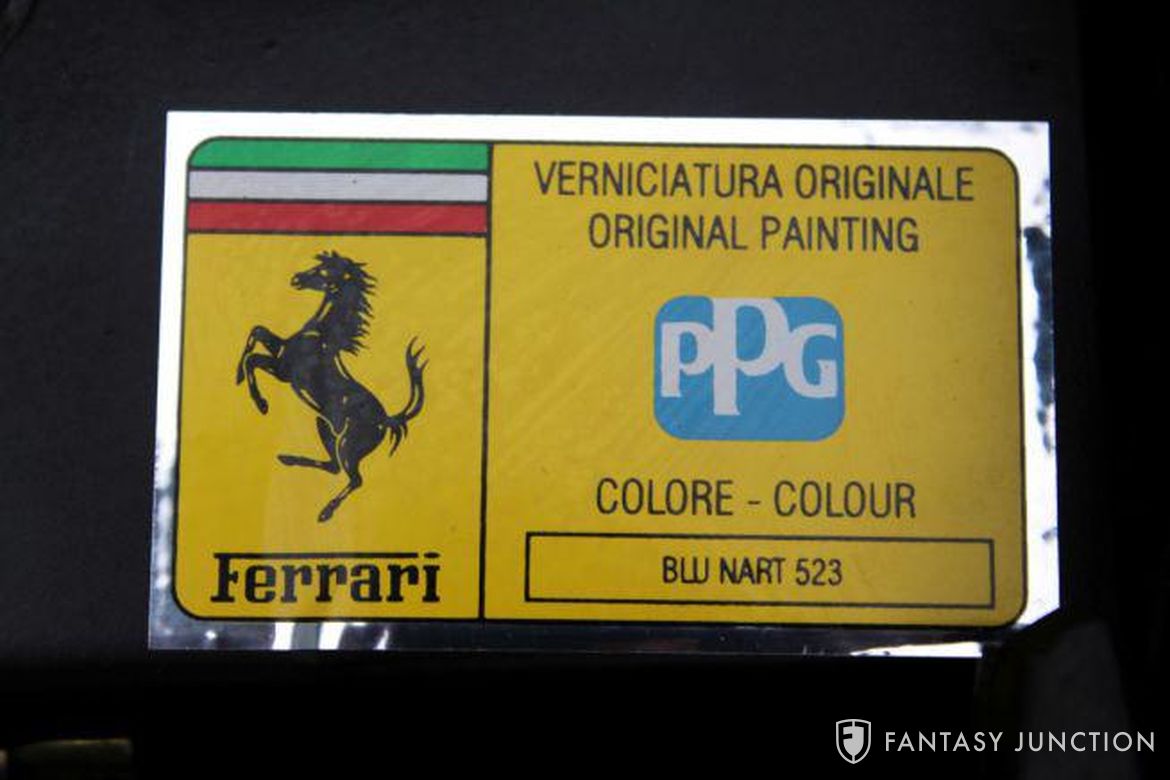 VERNICIATURA ORIGINALE
ORIGINAL PAINTING
PPG
COLORE - COLOUR
BLU NART 523
Ferrari
FANTASY JUNCTION